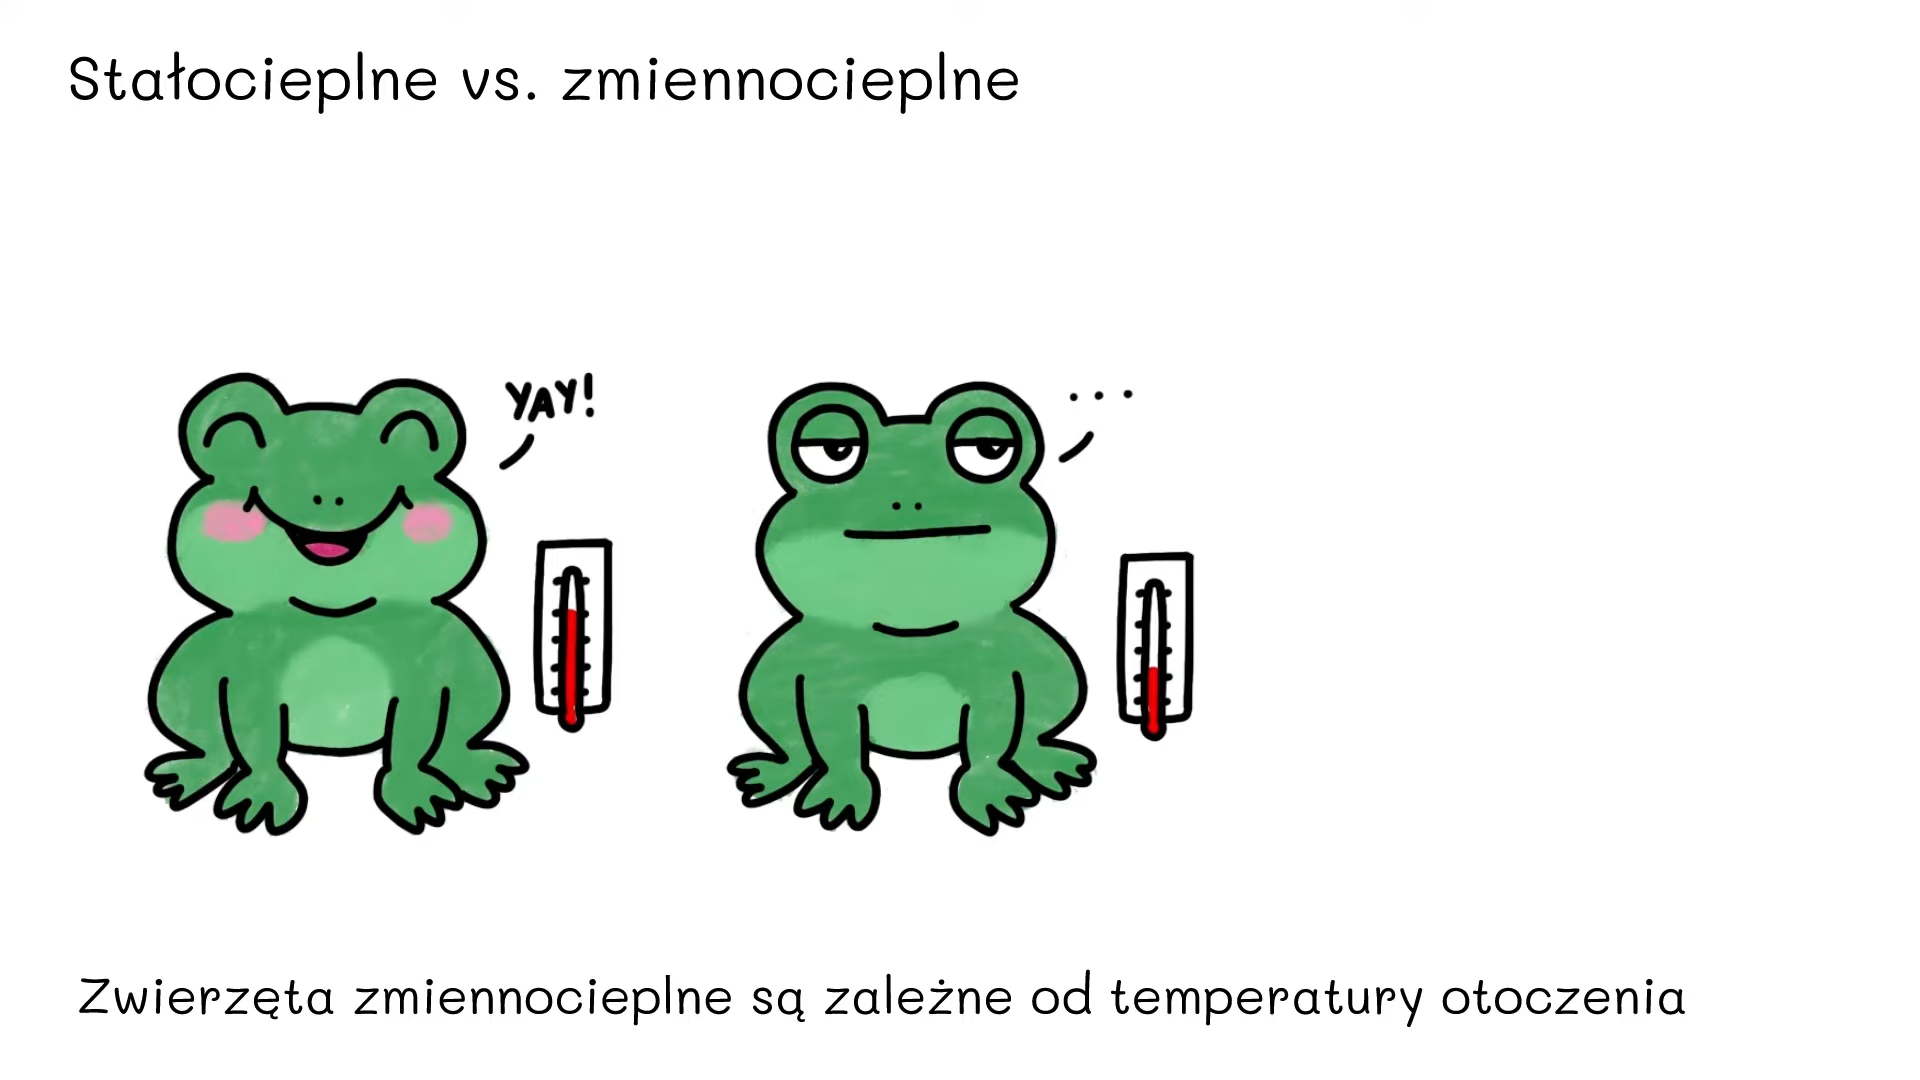 Stałocieplne vs. zmiennocieplne
YAY!
...
Zwierzęta zmiennocieplne są zależne od temperatury otoczenia